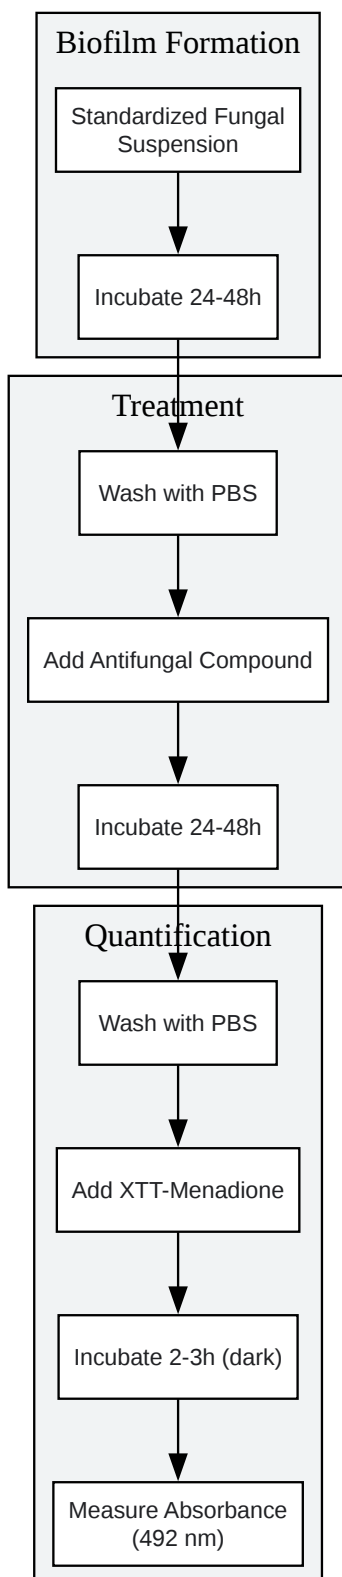 Biofilm Formation
Standardized Fungal
Suspension
Incubate 24-48h
Treatment
Wash with PBS
Add Antifungal Compound
Incubate 24-48h
Quantification
Wash with PBS
Add XTT-Menadione
Incubate 2-3h (dark)
Measure Absorbance
(492 nm)